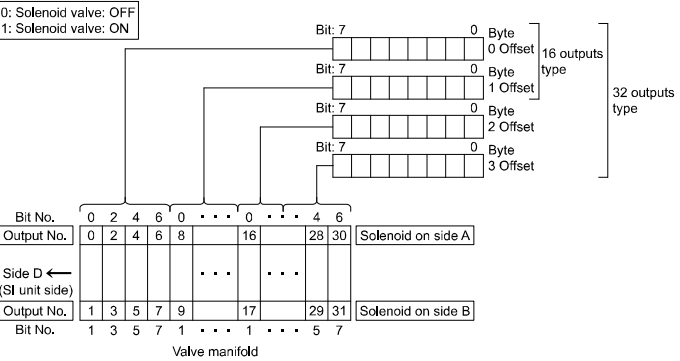 0: Solenoid valve: OFF
1: Solenoid valve: ON
Bit: 7 0 Byte
0 Offset
Bit: 7 0 Byte
1 Offset
Bit: 7 0 Byte
2 Offset
Bit: 7 0 Byte
3 Offset
16 outputs
type
32 outputs
type
Bit No. 0 2 4 6 0 · · · 0 · · · 4 6
Output No. 0 2 4 6 8 16 28 30 Solenoid on side A
Side D ←
(SI unit side)
· · · · · ·
Output No. 1 3 5 7 9 17 29 31 Solenoid on side B
Bit No. 1 3 5 7 1 · · · 1 · · · 5 7
Valve manifold